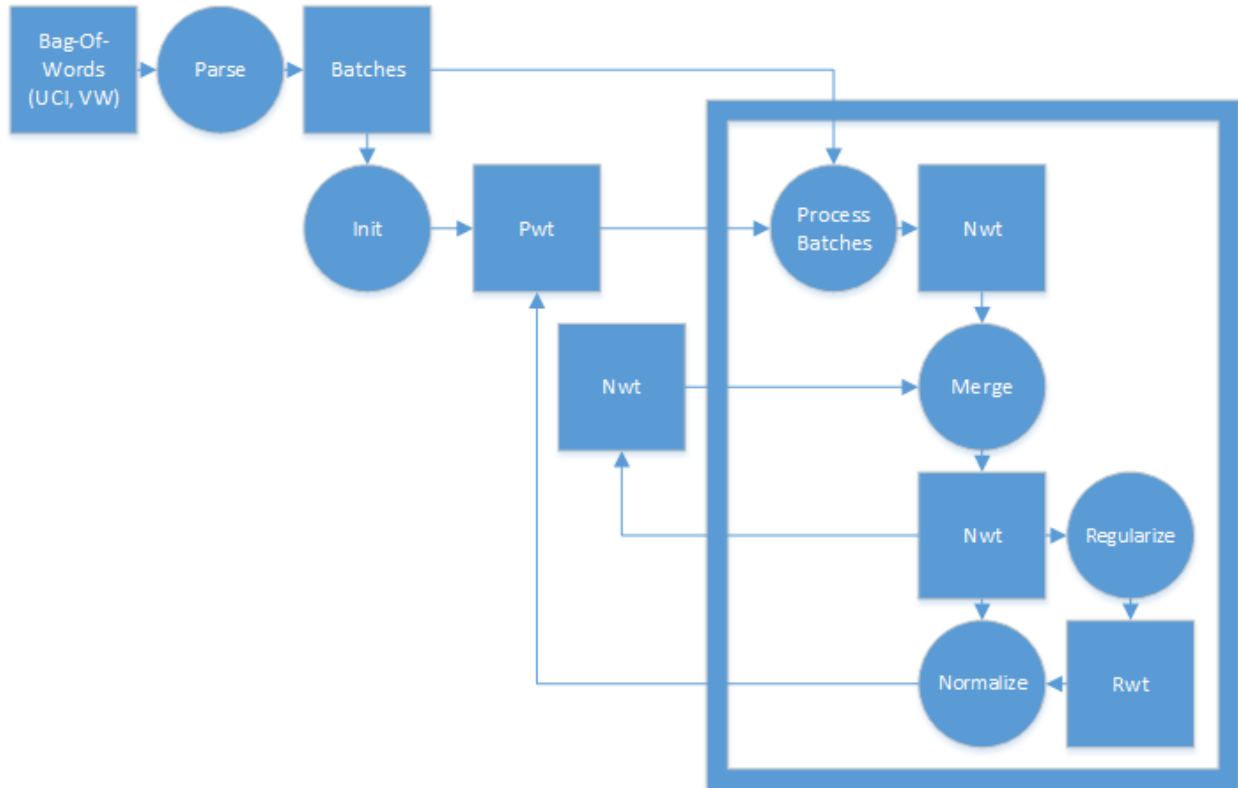 Bag-Of-
Words
(UCI, VW)
Parse
Batches
Init
Pwt
Process
Batches
Nwt
Nwt
Merge
Nwt
Regularize
Normalize
Rwt